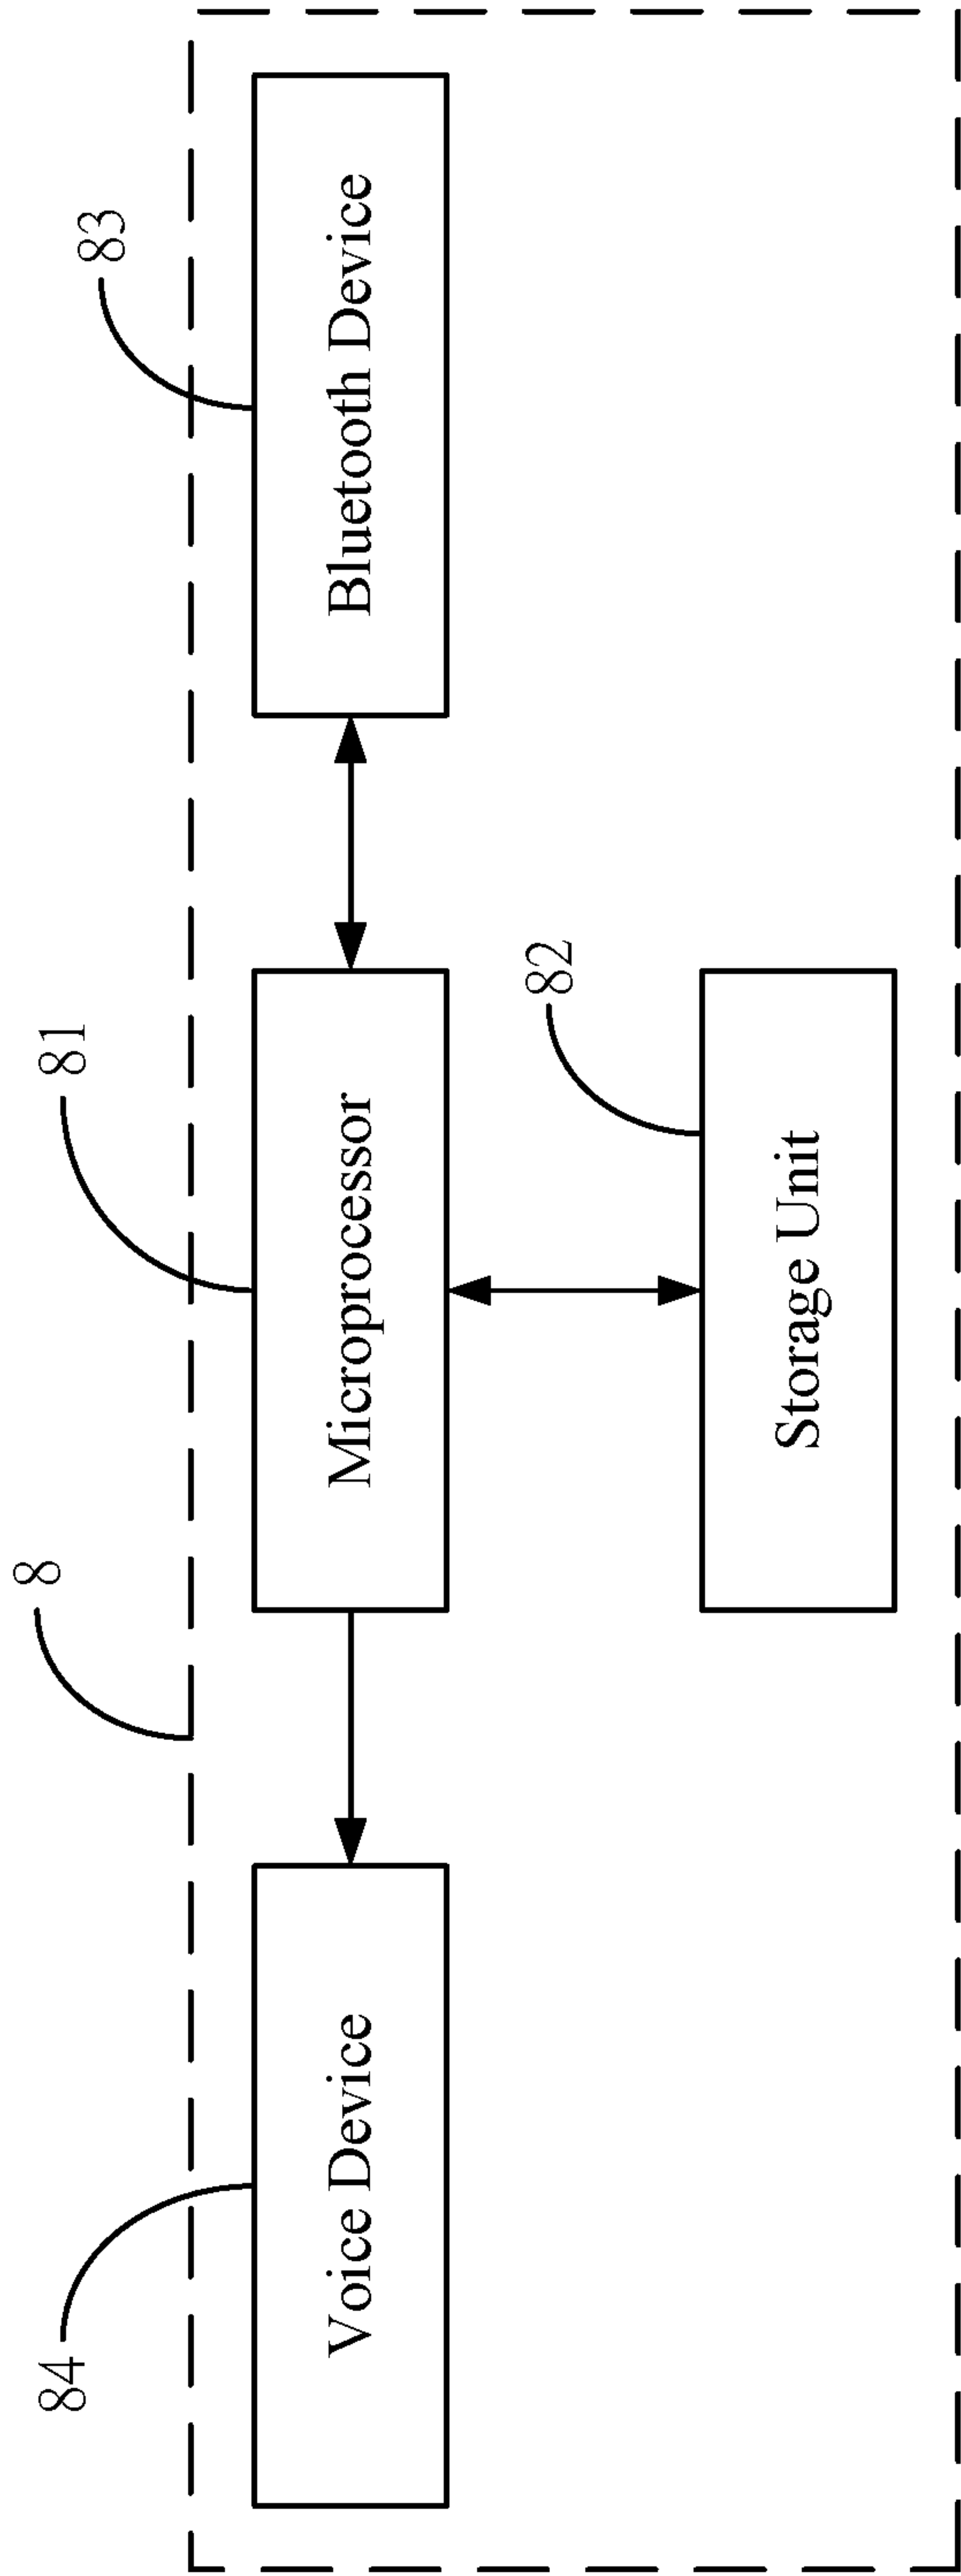 8
84
81
83
Voice Device
Microprocessor
Bluetooth Device
82
Storage Unit